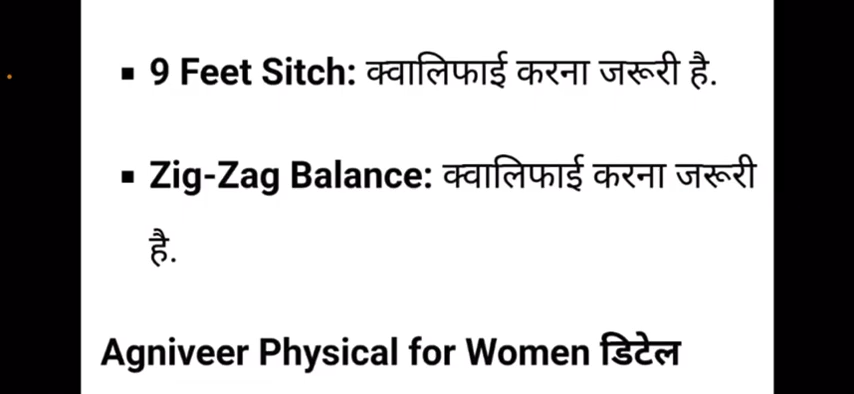 ▪ 9 Feet Sitch: क्वालिफाई करना जरूरी है.
▪ Zig-Zag Balance: क्वालिफाई करना जरूरी
है.
Agniveer Physical for Women डिटेल